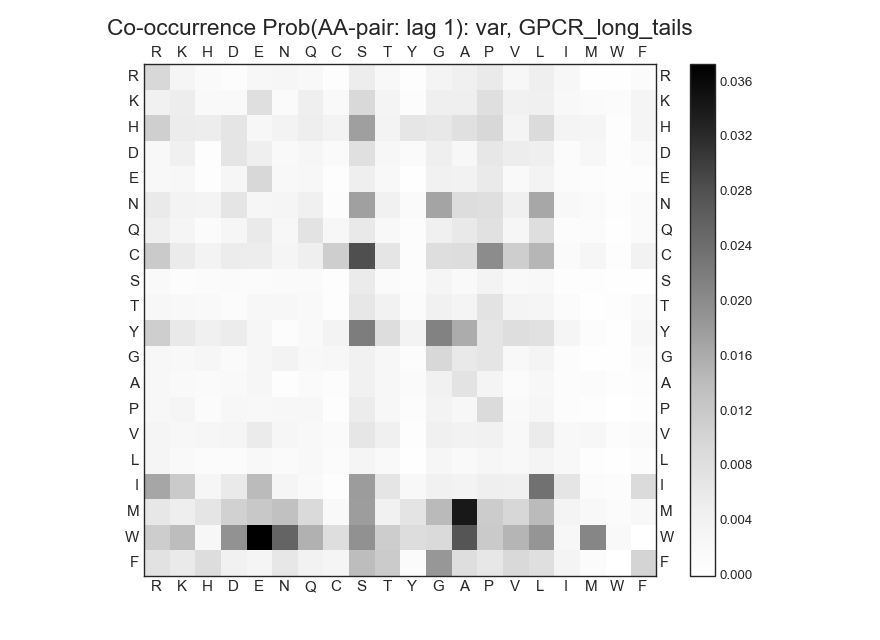 Co-occurrence Prob(AA-pair: lag 1): var, GPCR_long_tails
R K H D E N Q C S T Y G A P V L I M W F
R R 0.036
K K
H H 0.032
D D
E E 0.028
N N
Q Q 0.024
C C
S S 0.020
T T
Y Y 0.016
G G
A A
P P 0.012
V V
L L 0.008
I I
M M 0.004
W W
F F 0.000
R K H D E N Q C S T Y G A P V L I M W F